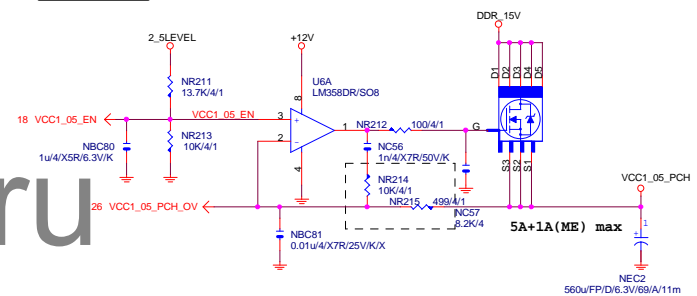 DDR_15V
2_5LEVEL
+12V
D1
D2
D3
D4
D5
NR211
13.7K/4/1
U6A
LM358DR/SO8
8
18 VCC1_05_EN
VCC1_05_EN
3
+
1
NR212
100/4/1
G
2
-
4
NBC80
1u/4/X5R/6.3V/K
NR213
10K/4/1
NC56
1n/4/X7R/50V/K
S3
S2
S1
NR214
10K/4/1
VCC1_05_PCH
ru
26 VCC1_05_PCH_OV
NR215
499/4/1
NC57
8.2K/4
5A+1A(ME) max
1
+
NBC81
0.01u/4/X7R/25V/K/X
NEC2
560u/FP/D/6.3V/69/A/11m